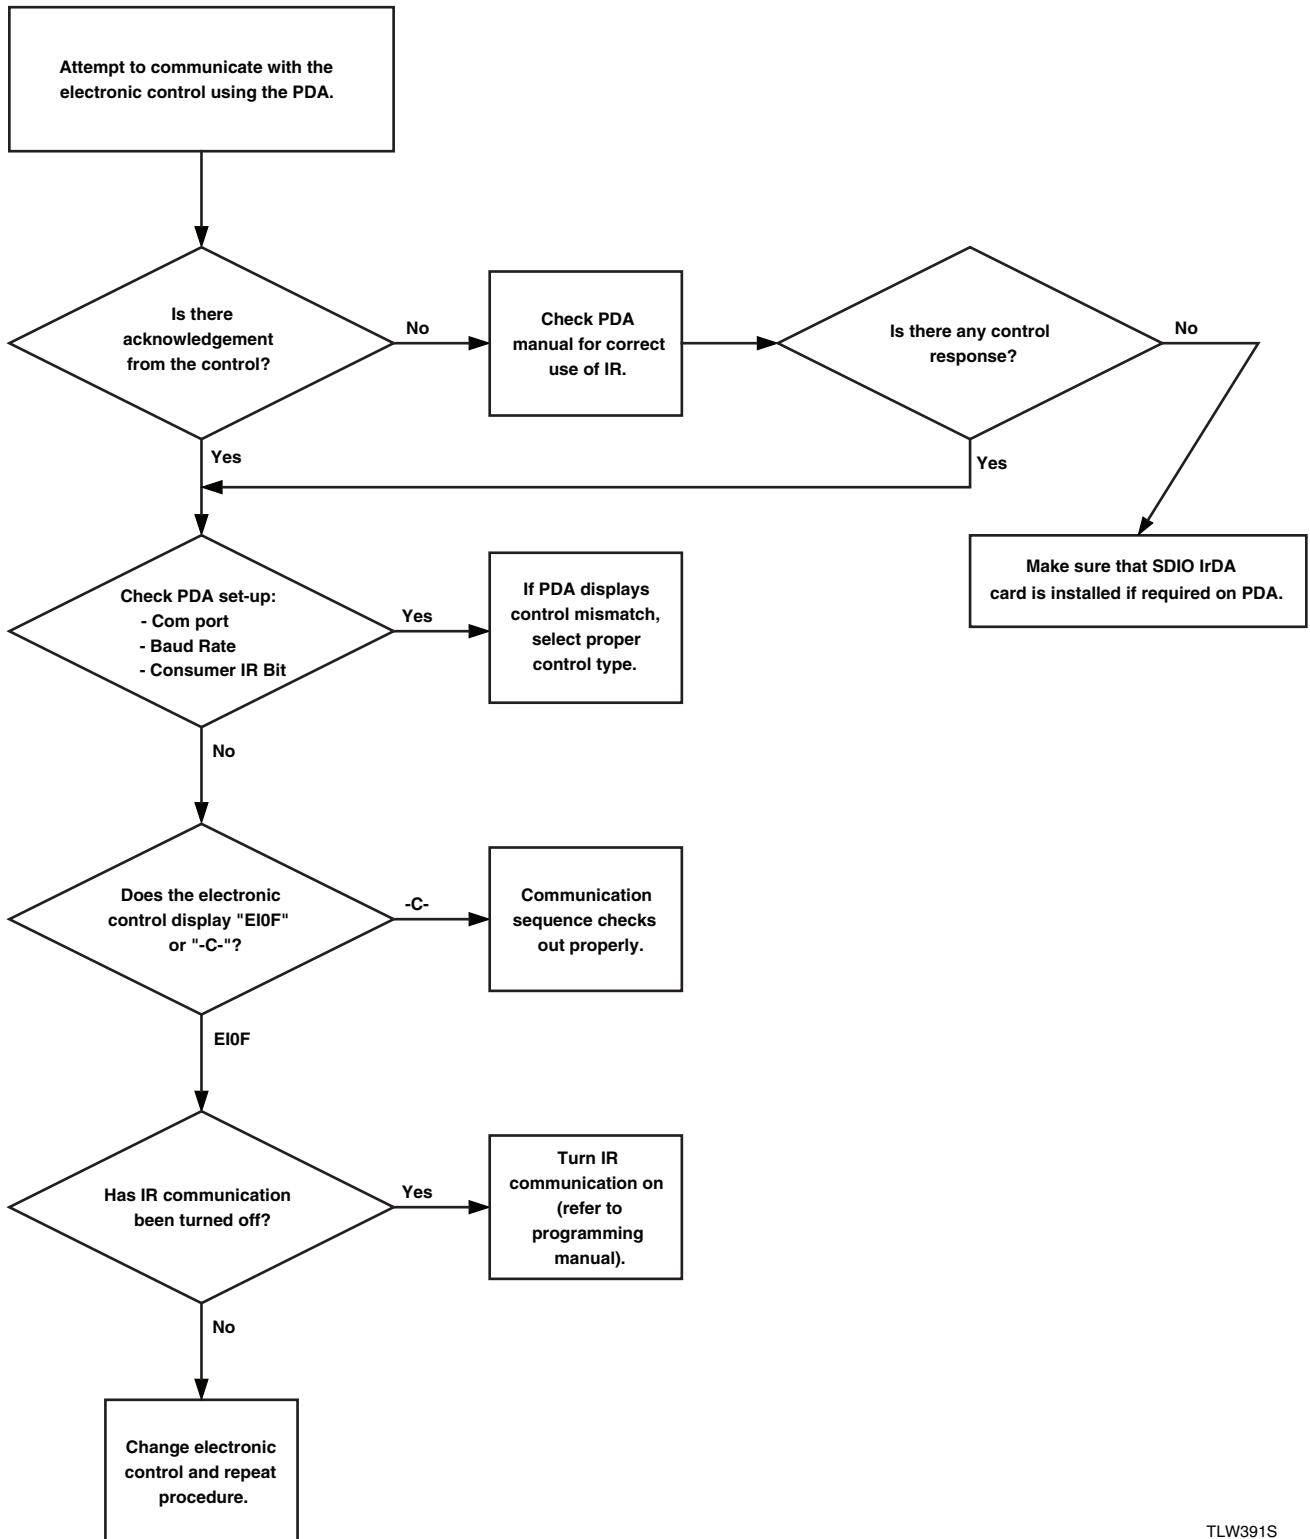 Attempt to communicate with the
electronic control using the PDA.
Is there
acknowledgement
from the control?
No
Check PDA
manual for correct
use of IR.
Is there any control
response?
No
Yes
Yes
Make sure that SDIO IrDA
card is installed if required on PDA.
Check PDA set-up:
- Com port
- Baud Rate
- Consumer IR Bit
Yes
If PDA displays
control mismatch,
select proper
control type.
No
Does the electronic
control display "EI0F"
or "-C-"?
-C-
Communication
sequence checks
out properly.
EI0F
Has IR communication
been turned off?
Yes
Turn IR
communication on
(refer to
programming
manual).
No
Change electronic
control and repeat
procedure.
TLW391S